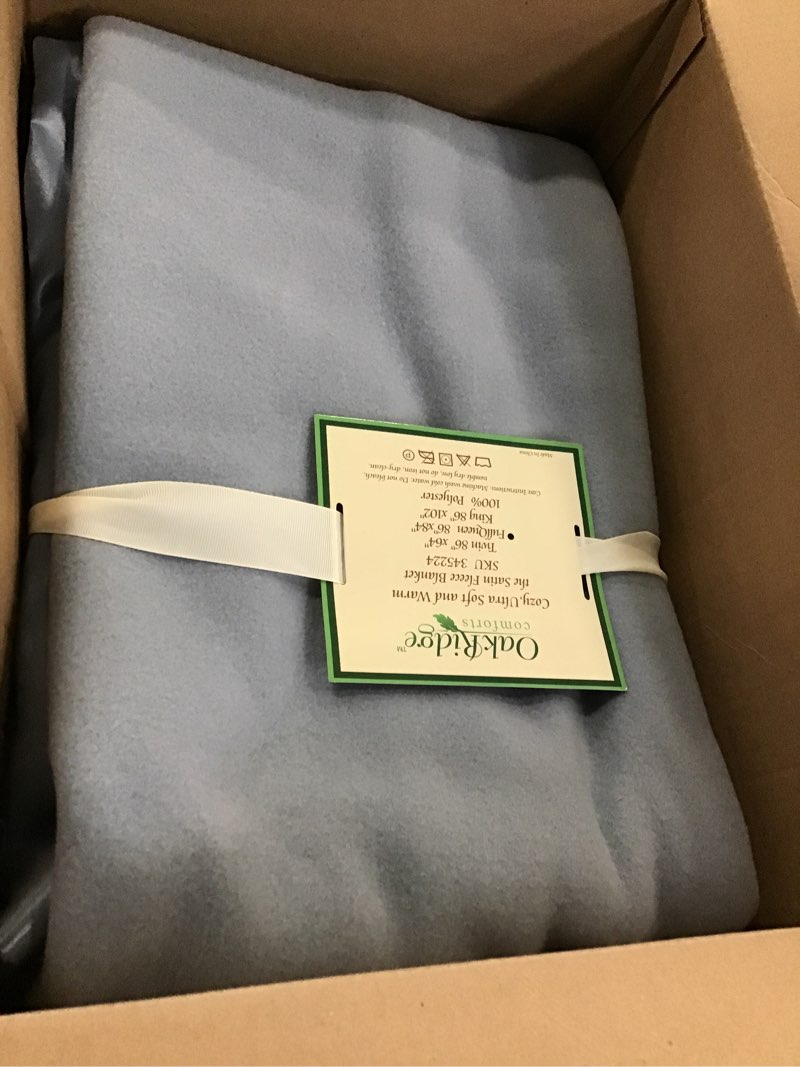 OakRidge™
comforts
Cozy, Ultra Soft and Warm
the Satin Fleece Blanket
SKU 345224
Twin 86"x64"
● FullQueen 86"x84"
King 86"x102"
100% Polyester
Care Instructions: Machine wash cold water. Do not bleach,
tumble dry low, do not iron, dry-clean.
P
Made In China